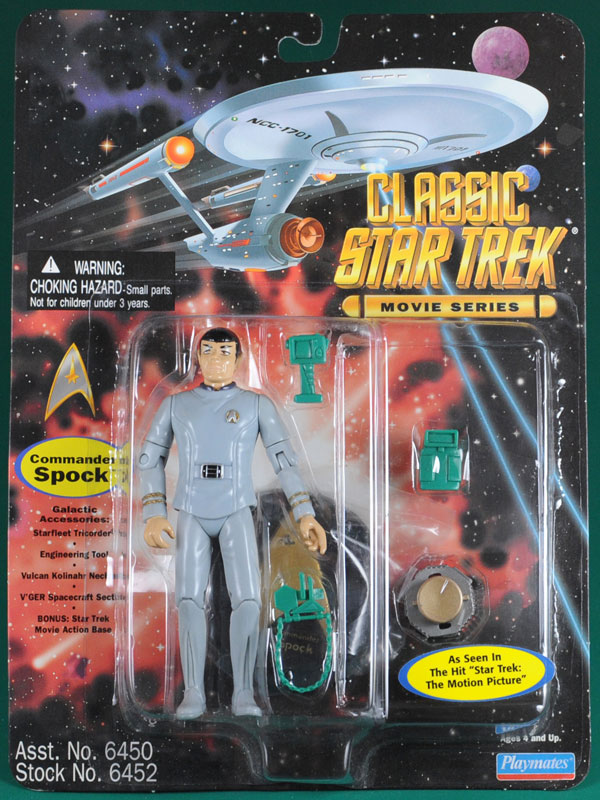 NCC-1701
CLASSIC
STAR TREK®
MOVIE SERIES
WARNING:
CHOKING HAZARD-Small parts.
Not for children under 3 years.
Commander
Spock
Galactic
Accessories:
Starfleet Tricorder
•
Engineering Tool
•
Vulcan Kolinahr
•
V'GER Spacecraft
•
BONUS: Star Trek
Movie Action Base
Commander
Spock
As Seen In
The Hit "Star Trek:
The Motion Picture"
Ages 4 and Up.
Playmates
Asst. No. 6450
Stock No. 6452